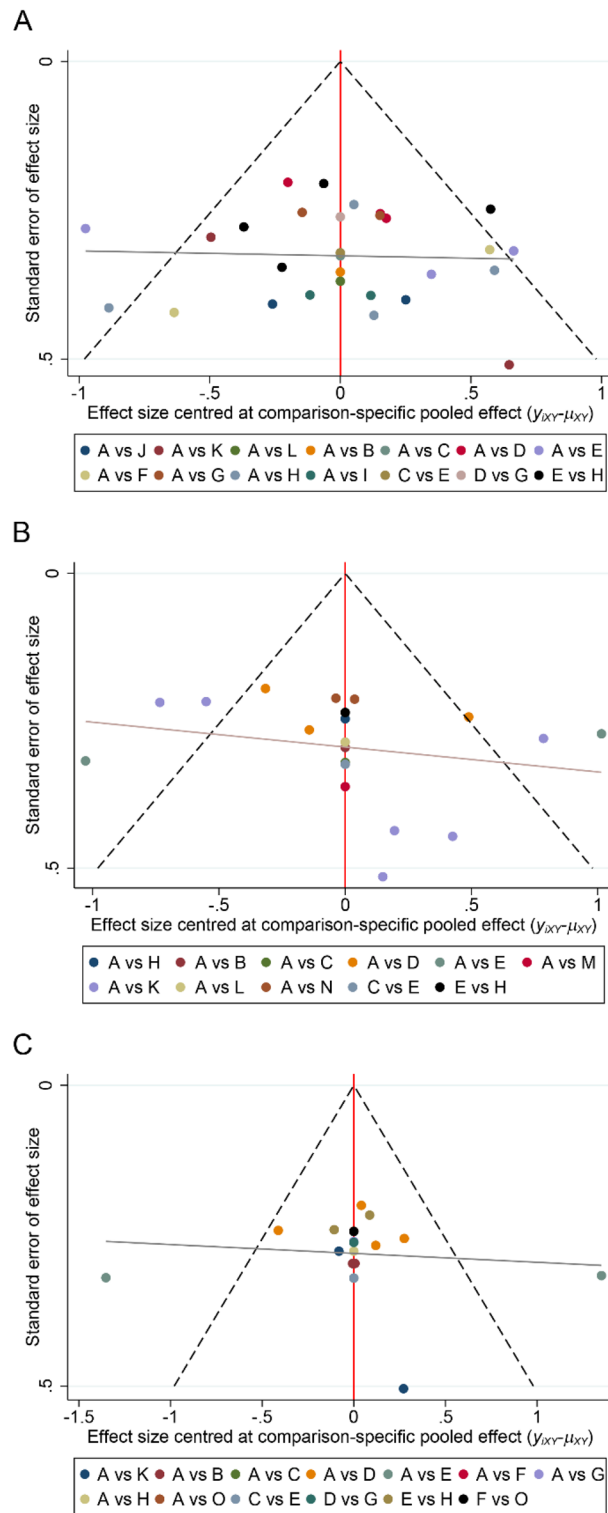 A
Standard error of effect size
0
.5
-1 -.5 0 .5 1
Effect size centred at comparison-specific pooled effect (yiXY-μXY)
A vs J A vs K A vs L A vs B A vs C A vs D A vs E
A vs F A vs G A vs H A vs I C vs E D vs G E vs H
B
Standard error of effect size
0
.5
-1 -.5 0 .5 1
Effect size centred at comparison-specific pooled effect (yiXY-μXY)
A vs H A vs B A vs C A vs D A vs E A vs M
A vs K A vs L A vs N C vs E E vs H
C
Standard error of effect size
0
.5
-1.5 -1 -.5 0 .5 1
Effect size centred at comparison-specific pooled effect (yiXY-μXY)
A vs K A vs B A vs C A vs D A vs E A vs F A vs G
A vs H A vs O C vs E D vs G E vs H F vs O